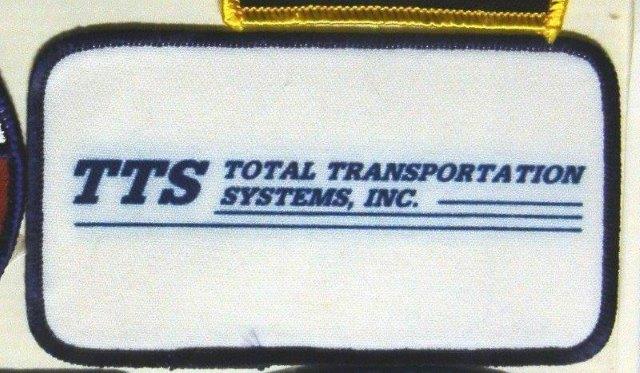 TTS
TOTAL TRANSPORTATION
SYSTEMS, INC.